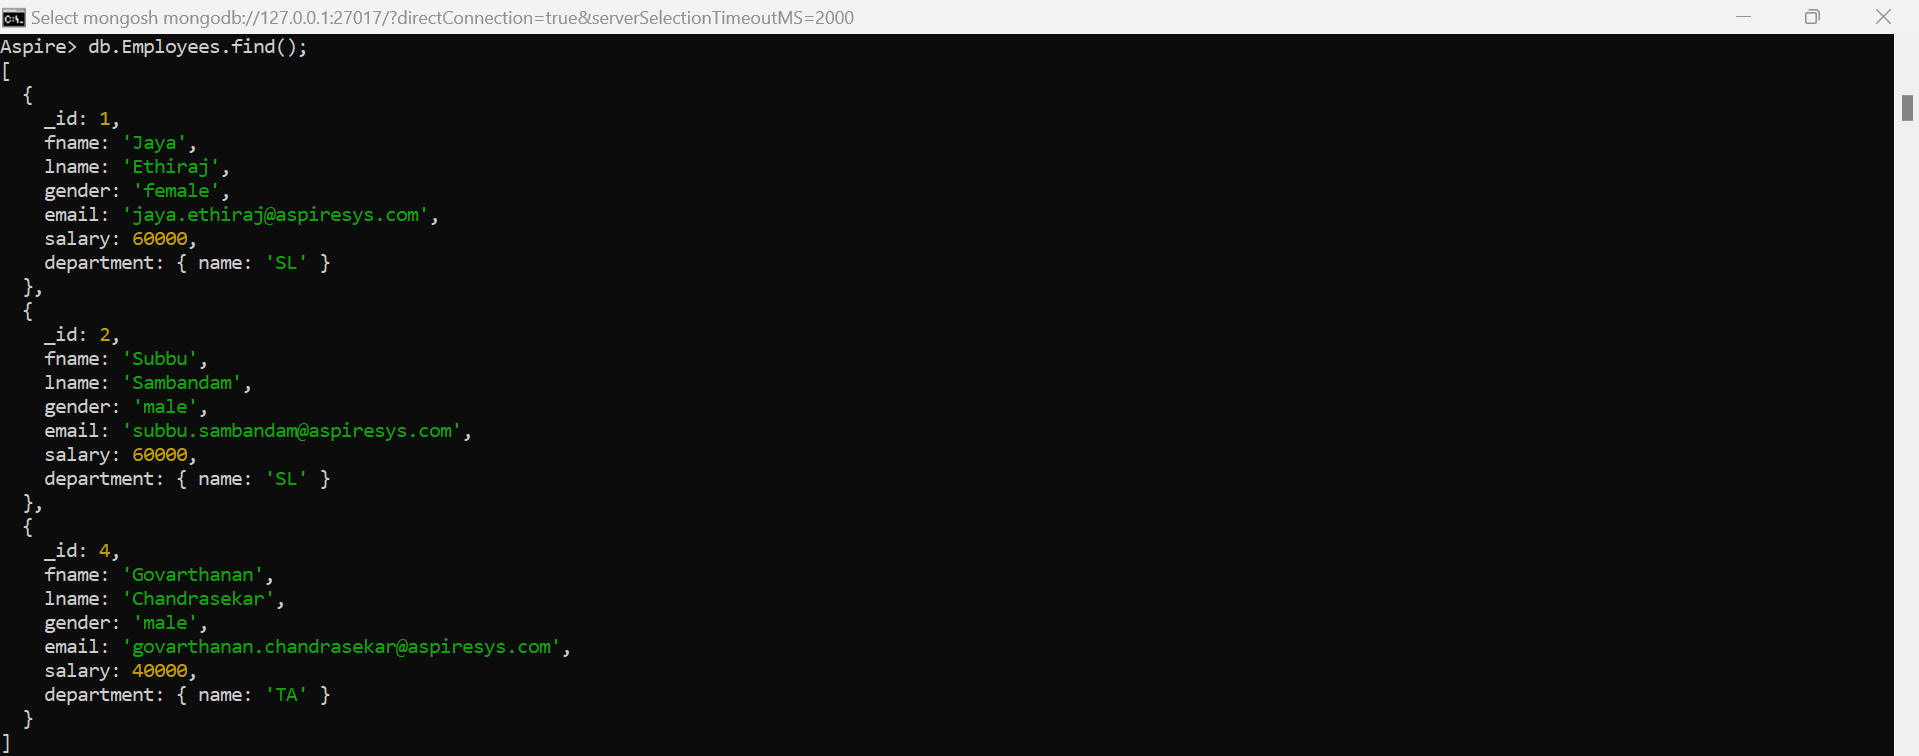 Select mongosh mongodb://127.0.0.1:27017/?directConnection=true&serverSelectionTimeoutMS=2000
Aspire> db.Employees.find();
[
  {
    _id: 1,
    fname: 'Jaya',
    lname: 'Ethiraj',
    gender: 'female',
    email: 'jaya.ethiraj@aspiresys.com',
    salary: 60000,
    department: { name: 'SL' }
  },
  {
    _id: 2,
    fname: 'Subbu',
    lname: 'Sambandam',
    gender: 'male',
    email: 'subbu.sambandam@aspiresys.com',
    salary: 60000,
    department: { name: 'SL' }
  },
  {
    _id: 4,
    fname: 'Govarthanan',
    lname: 'Chandrasekar',
    gender: 'male',
    email: 'govarthanan.chandrasekar@aspiresys.com',
    salary: 40000,
    department: { name: 'TA' }
  }
]